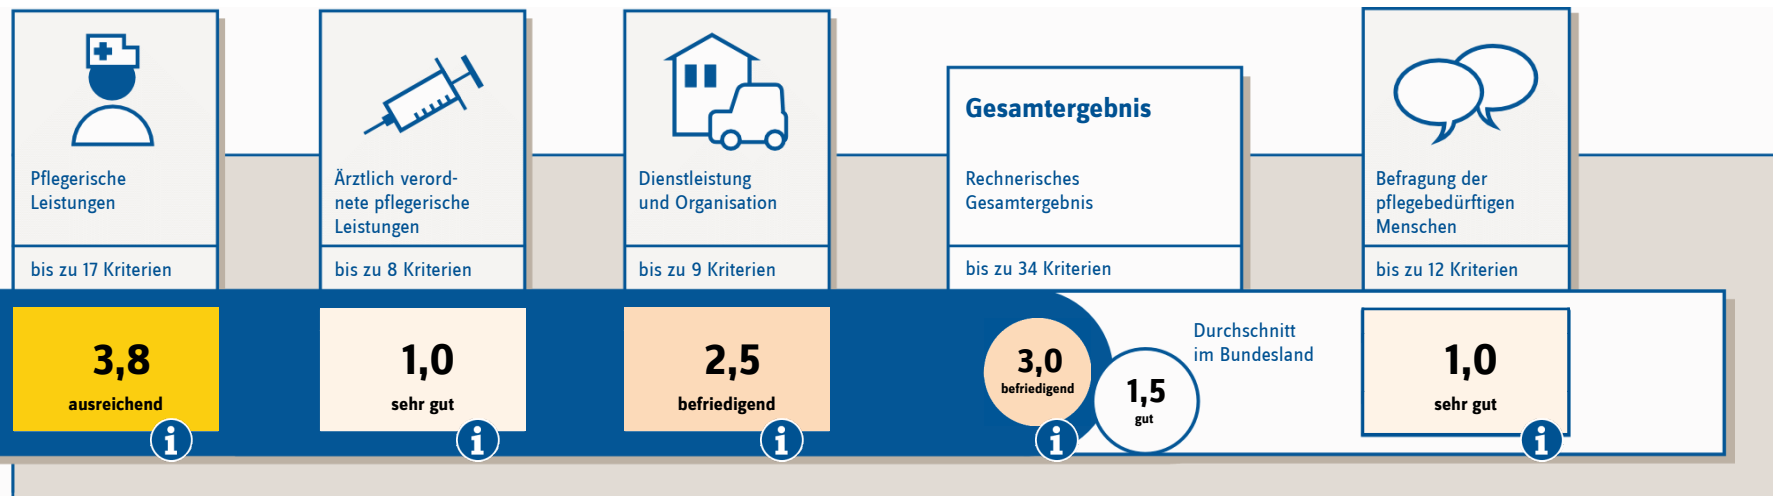 Pflegerische
Leistungen
bis zu 17 Kriterien
3,8
ausreichend
Ärztlich verord-
nete pflegerische
Leistungen
bis zu 8 Kriterien
1,0
sehr gut
Dienstleistung
und Organisation
bis zu 9 Kriterien
2,5
befriedigend
Gesamtergebnis
Rechnerisches
Gesamtergebnis
bis zu 34 Kriterien
3,0
befriedigend
1,5
gut
Durchschnitt
im Bundesland
Befragung der
pflegebedürftigen
Menschen
bis zu 12 Kriterien
1,0
sehr gut